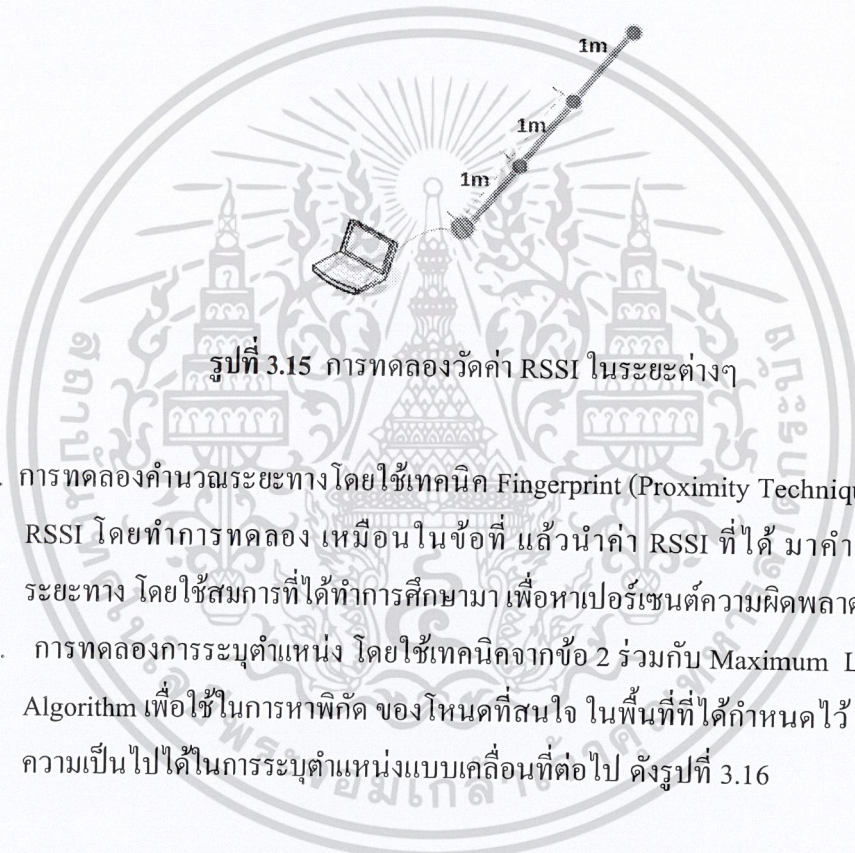 1m
1m
1m
รูปที่ 3.15 การทดลองวัดค่า RSSI ในระยะต่างๆ
การทดลองคำนวณระยะทางโดยใช้เทคนิค Fingerprint (Proximity Techniqu
RSSI โดยทำการทดลอง เหมือนในข้อที่ แล้วนำค่า RSSI ที่ได้ มาคำ
ระยะทาง โดยใช้สมการที่ได้ทำการศึกษามา เพื่อหาเปอร์เซนต์ความผิดพลาด
การทดลองการระบุตำแหน่ง โดยใช้เทคนิคจากข้อ 2 ร่วมกับ Maximum L
Algorithm เพื่อใช้ในการหาพิกัด ของโหนดที่สนใจ ในพื้นที่ที่ได้กำหนดไว้
ความเป็นไปได้ในการระบุตำแหน่งแบบเคลื่อนที่ต่อไป ดังรูปที่ 3.16